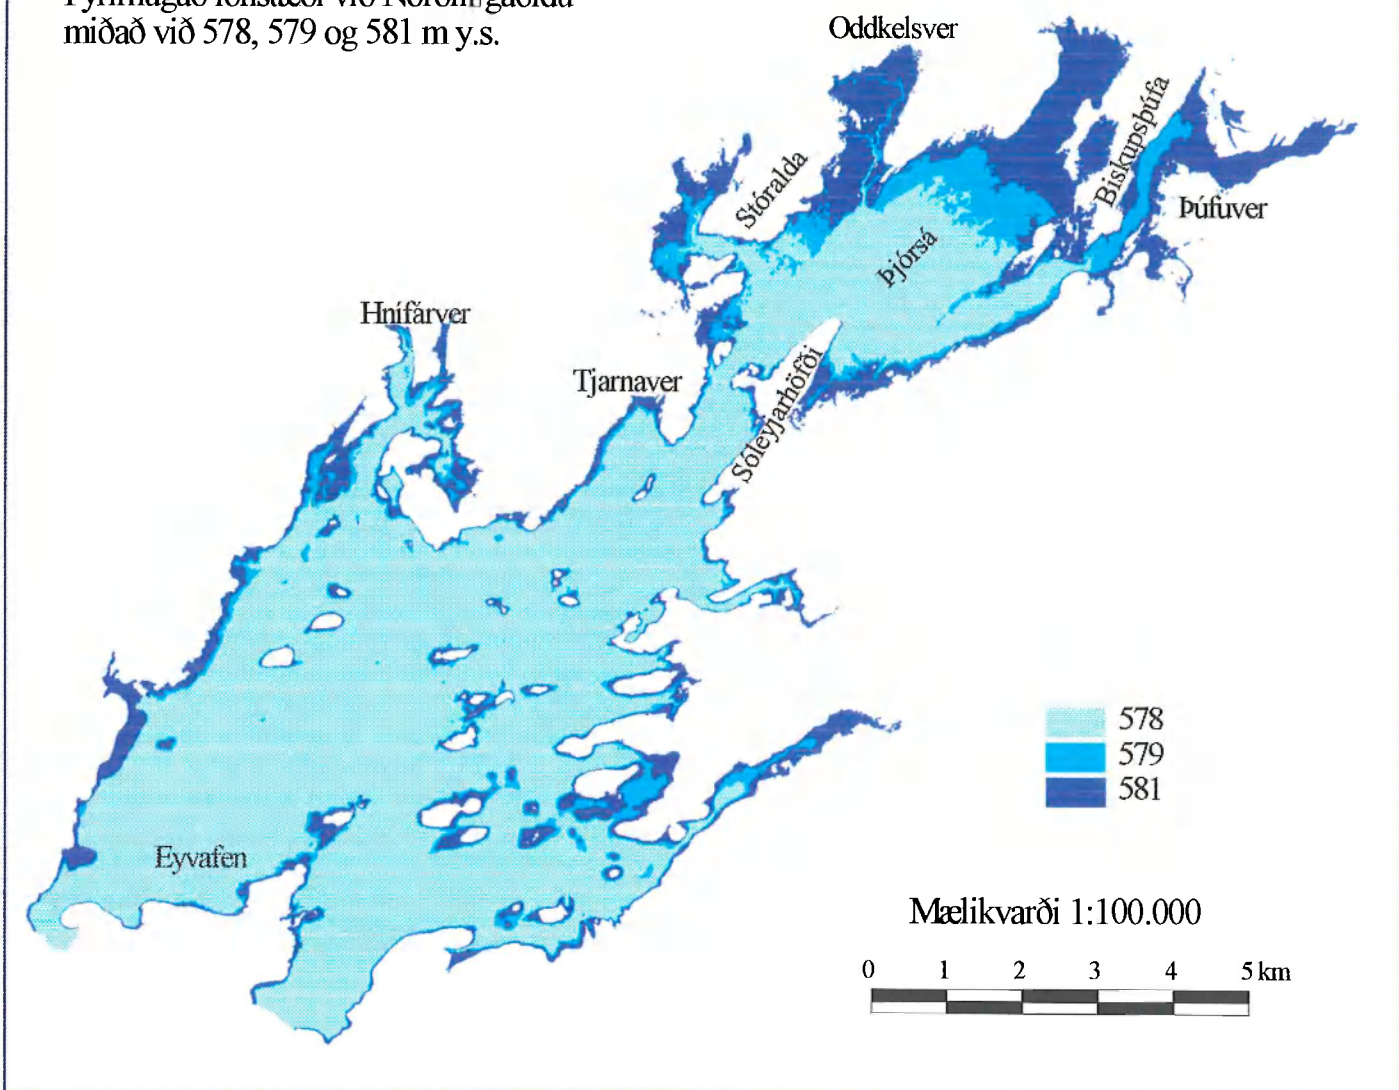 miðað við 578, 579 og 581 m y.s.
Oddkelsver
Biskupsþúfa
Stóralda
Þúfuver
Þjórsá
Hnífárver
Tjarnaver
Sóleyjarhöfði
578
579
581
Eyvafen
Mælikvarði 1:100.000
0 1 2 3 4 5 km